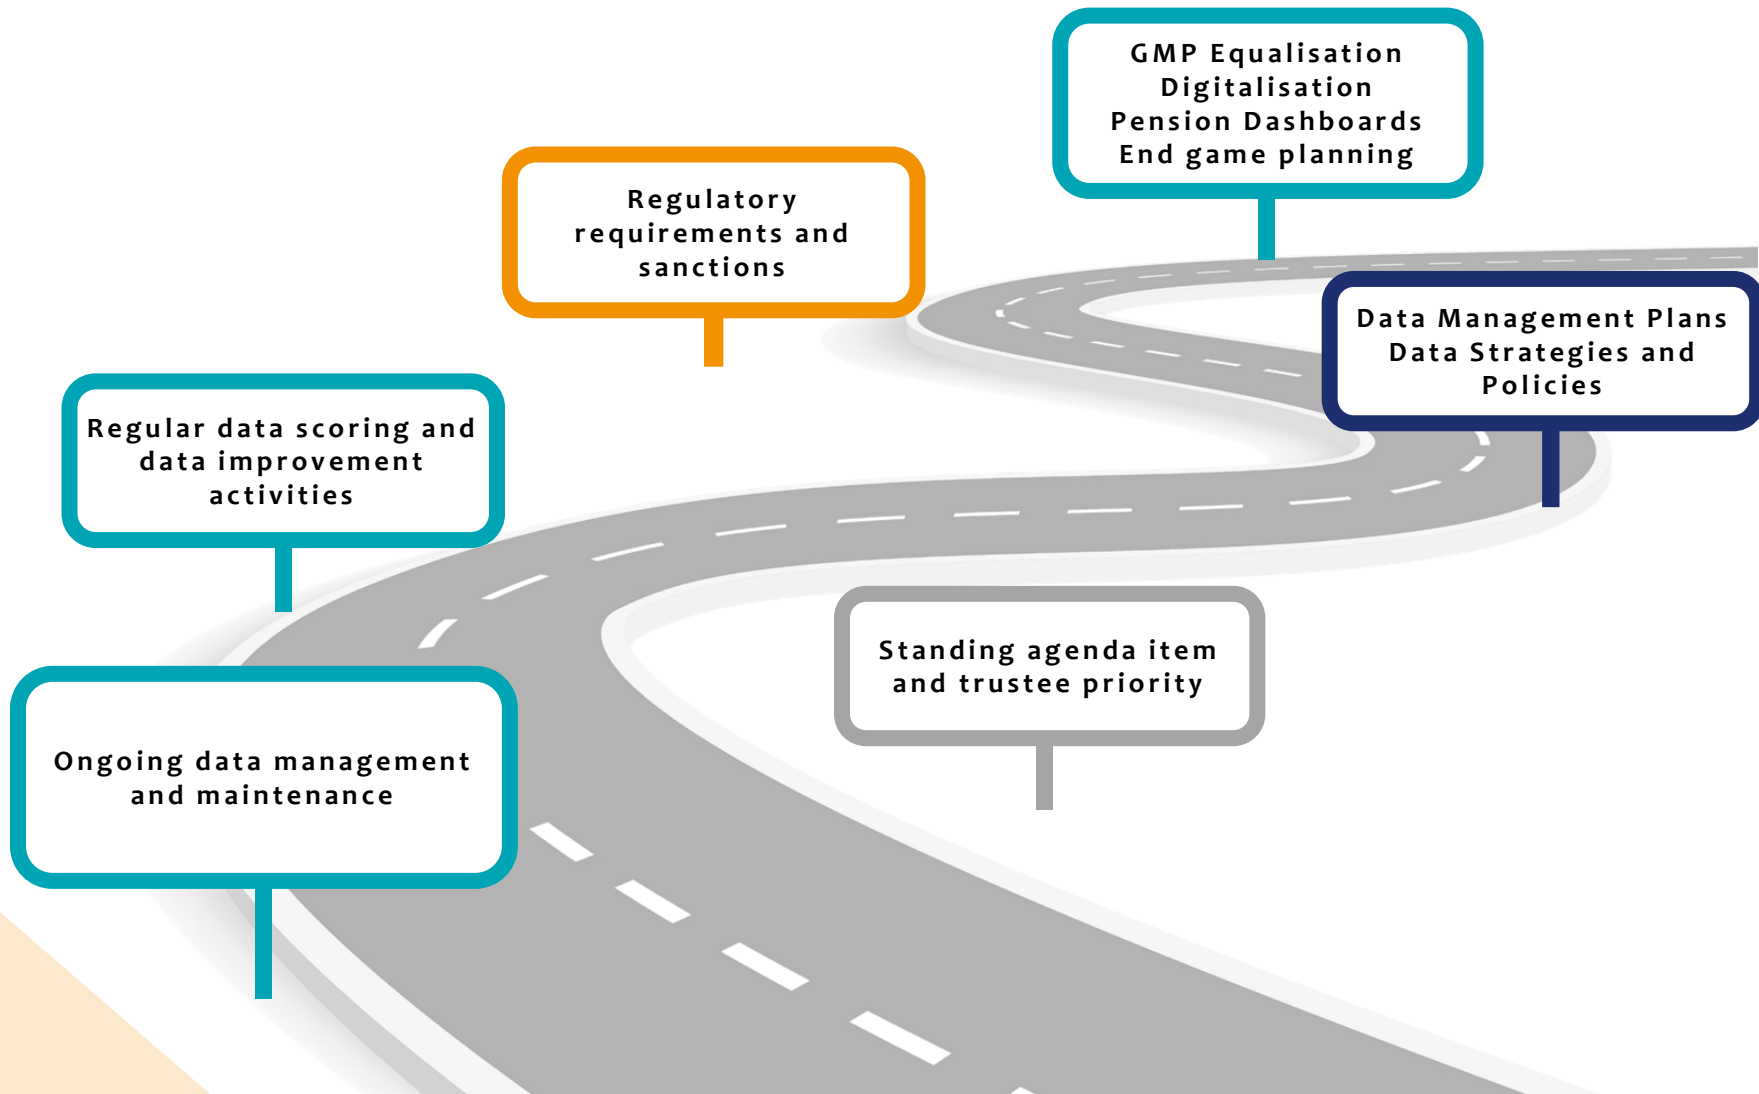 GMP Equalisation
Digitalisation
Pension Dashboards
End game planning
Regulatory
requirements and
sanctions
Data Management Plans
Data Strategies and
Policies
Regular data scoring and
data improvement
activities
Standing agenda item
and trustee priority
Ongoing data management
and maintenance